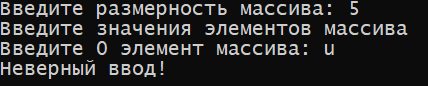 Введите размерность массива: 5
Введите значения элементов массива
Введите 0 элемент массива: u
Неверный ввод!